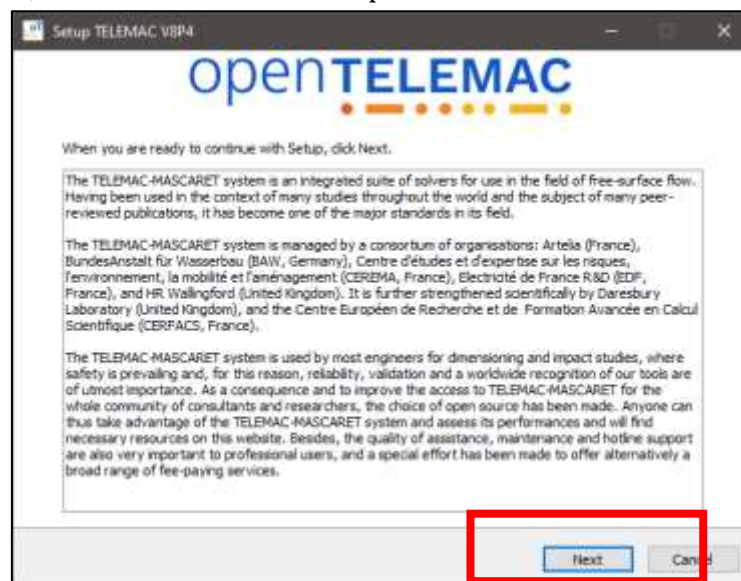 Setup TELEMAC V8P4
openTELEMAC
When you are ready to continue with Setup, click Next.
The TELEMAC-MASCARET system is an integrated suite of solvers for use in the field of free-surface flow.
Having been used in the context of many studies throughout the world and the subject of many peer-
reviewed publications, it has become one of the major standards in its field.
The TELEMAC-MASCARET system is managed by a consortium of organisations: Artelia (France),
BundesAnstalt für Wasserbau (BAW, Germany), Centre d'études et d'expertise sur les risques,
l'environnement, la mobilité et l'aménagement (CEREMA, France), Electricité de France R&D (EDF,
France), and HR Wallingford (United Kingdom). It is further strengthened scientifically by Daresbury
Laboratory (United Kingdom), and the Centre Européen de Recherche et de Formation Avancée en Calcul
Scientifique (CERFACS, France).
The TELEMAC-MASCARET system is used by most engineers for dimensioning and impact studies, where
safety is prevailing and, for this reason, reliability, validation and a worldwide recognition of our tools are
of utmost importance. As a consequence and to improve the access to TELEMAC-MASCARET for the
whole community of consultants and researchers, the choice of open source has been made. Anyone can
thus take advantage of the TELEMAC-MASCARET system and assess its performances and will find
necessary resources on this website. Besides, the quality of assistance, maintenance and hotline support
are also very important to professional users, and a special effort has been made to offer alternatively a
broad range of fee-paying services.
Next
Cancel